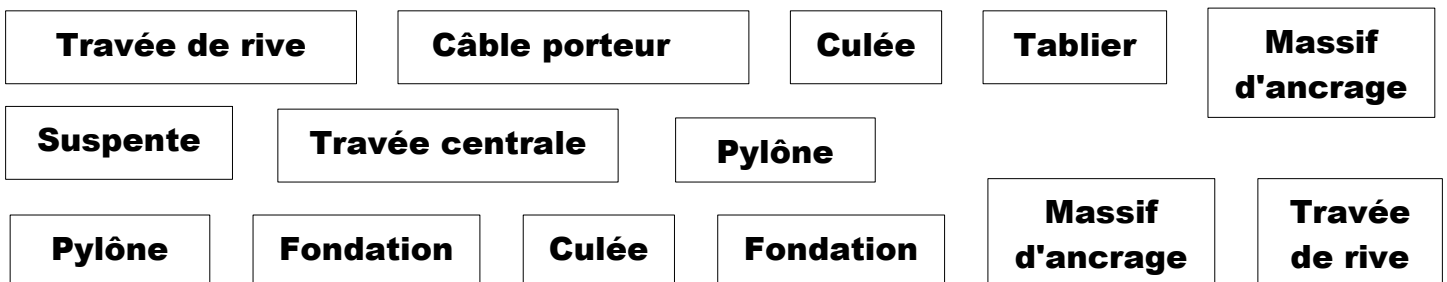 Travée de rive
Câble porteur
Culée
Tablier
Massif
d'ancrage
Suspente
Travée centrale
Pylône
Pylône
Fondation
Culée
Fondation
Massif
d'ancrage
Travée
de rive